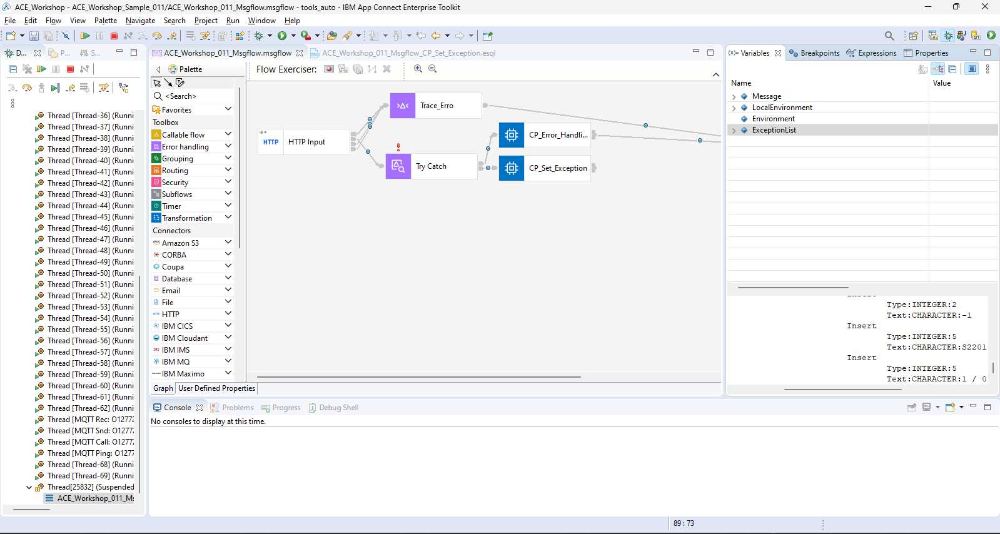 ACE_Workshop - ACE_Workshop_Sample_011/ACE_Workshop_011_Msgflow.msgflow - tools_auto - IBM App Connect Enterprise Toolkit
File Edit Flow View Palette Navigate Search Project Run Window Help
D... P... S...
Thread [Thread-36] (Runni
Thread [Thread-37] (Runni
Thread [Thread-38] (Runni
Thread [Thread-39] (Runni
Thread [Thread-40] (Runni
Thread [Thread-41] (Runni
Thread [Thread-42] (Runni
Thread [Thread-43] (Runni
Thread [Thread-44] (Runni
Thread [Thread-45] (Runni
Thread [Thread-46] (Runni
Thread [Thread-47] (Runni
Thread [Thread-48] (Runni
Thread [Thread-49] (Runni
Thread [Thread-50] (Runni
Thread [Thread-51] (Runni
Thread [Thread-52] (Runni
Thread [Thread-53] (Runni
Thread [Thread-54] (Runni
Thread [Thread-55] (Runni
Thread [Thread-56] (Runni
Thread [Thread-57] (Runni
Thread [Thread-58] (Runni
Thread [Thread-59] (Runni
Thread [Thread-60] (Runni
Thread [Thread-61] (Runni
Thread [Thread-62] (Runni
Thread [MQTT Rec: O1277
Thread [MQTT Snd: O1277
Thread [MQTT Call: O1277
Thread [MQTT Ping: O1277
Thread [Thread-68] (Runni
Thread [Thread-69] (Runni
Thread[25832] (Suspended
ACE_Workshop_011_Ms
ACE_Workshop_011_Msgflow.msgflow ACE_Workshop_011_Msgflow_CP_Set_Exception.esql
Palette
<Search>
Favorites
Toolbox
Callable flow
Error handling
Grouping
Routing
Security
Subflows
Timer
Transformation
Connectors
Amazon S3
CORBA
Coupa
Database
Email
File
HTTP
IBM CICS
IBM Cloudant
IBM IMS
IBM MQ
IBM Maximo
Flow Exerciser:
Trace_Erro
HTTP HTTP Input
CP_Error_Handli...
Try Catch
CP_Set_Exception
Graph User Defined Properties
(x)= Variables Breakpoints Expressions Properties
Name Value
Message
LocalEnvironment
Environment
ExceptionList
Insert
Type:INTEGER:2
Text:CHARACTER:-1
Insert
Type:INTEGER:5
Text:CHARACTER:S2201
Insert
Type:INTEGER:5
Text:CHARACTER:1 / 0
Console Problems Progress Debug Shell
No consoles to display at this time.
89 : 73